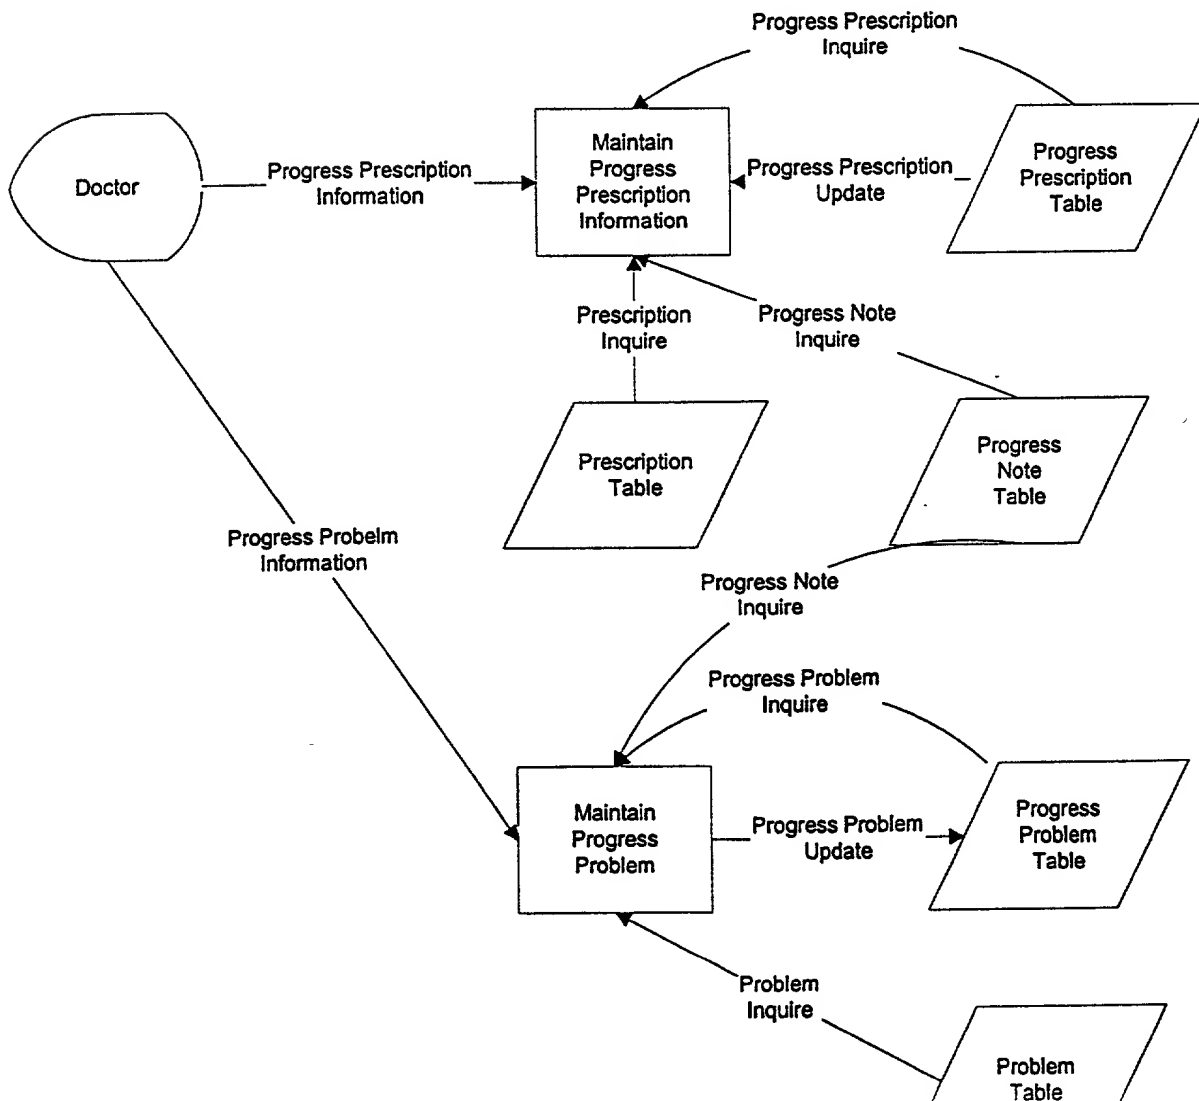 Progress Prescription
Inquire
Doctor
Progress Prescription
Information
Maintain
Progress
Prescription
Information
Progress Prescription
Update
Progress
Prescription
Table
Prescription
Inquire
Progress Note
Inquire
Prescription
Table
Progress
Note
Table
Progress Probelm
Information
Progress Note
Inquire
Progress Problem
Inquire
Maintain
Progress
Problem
Progress Problem
Update
Progress
Problem
Table
Problem
Inquire
Problem
Table